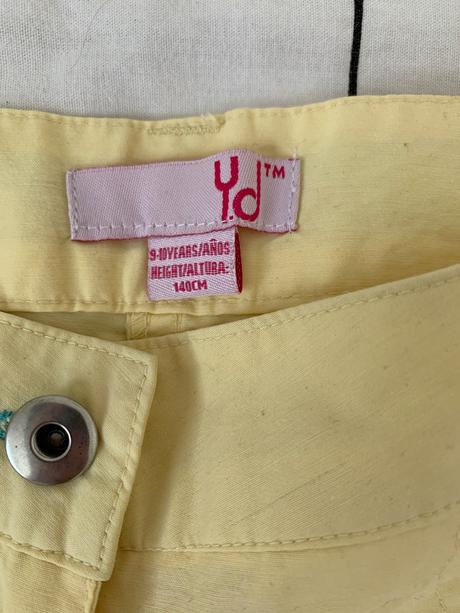 Y.d™
9-10YEARS/AÑOS
HEIGHT/ALTURA:
140CM